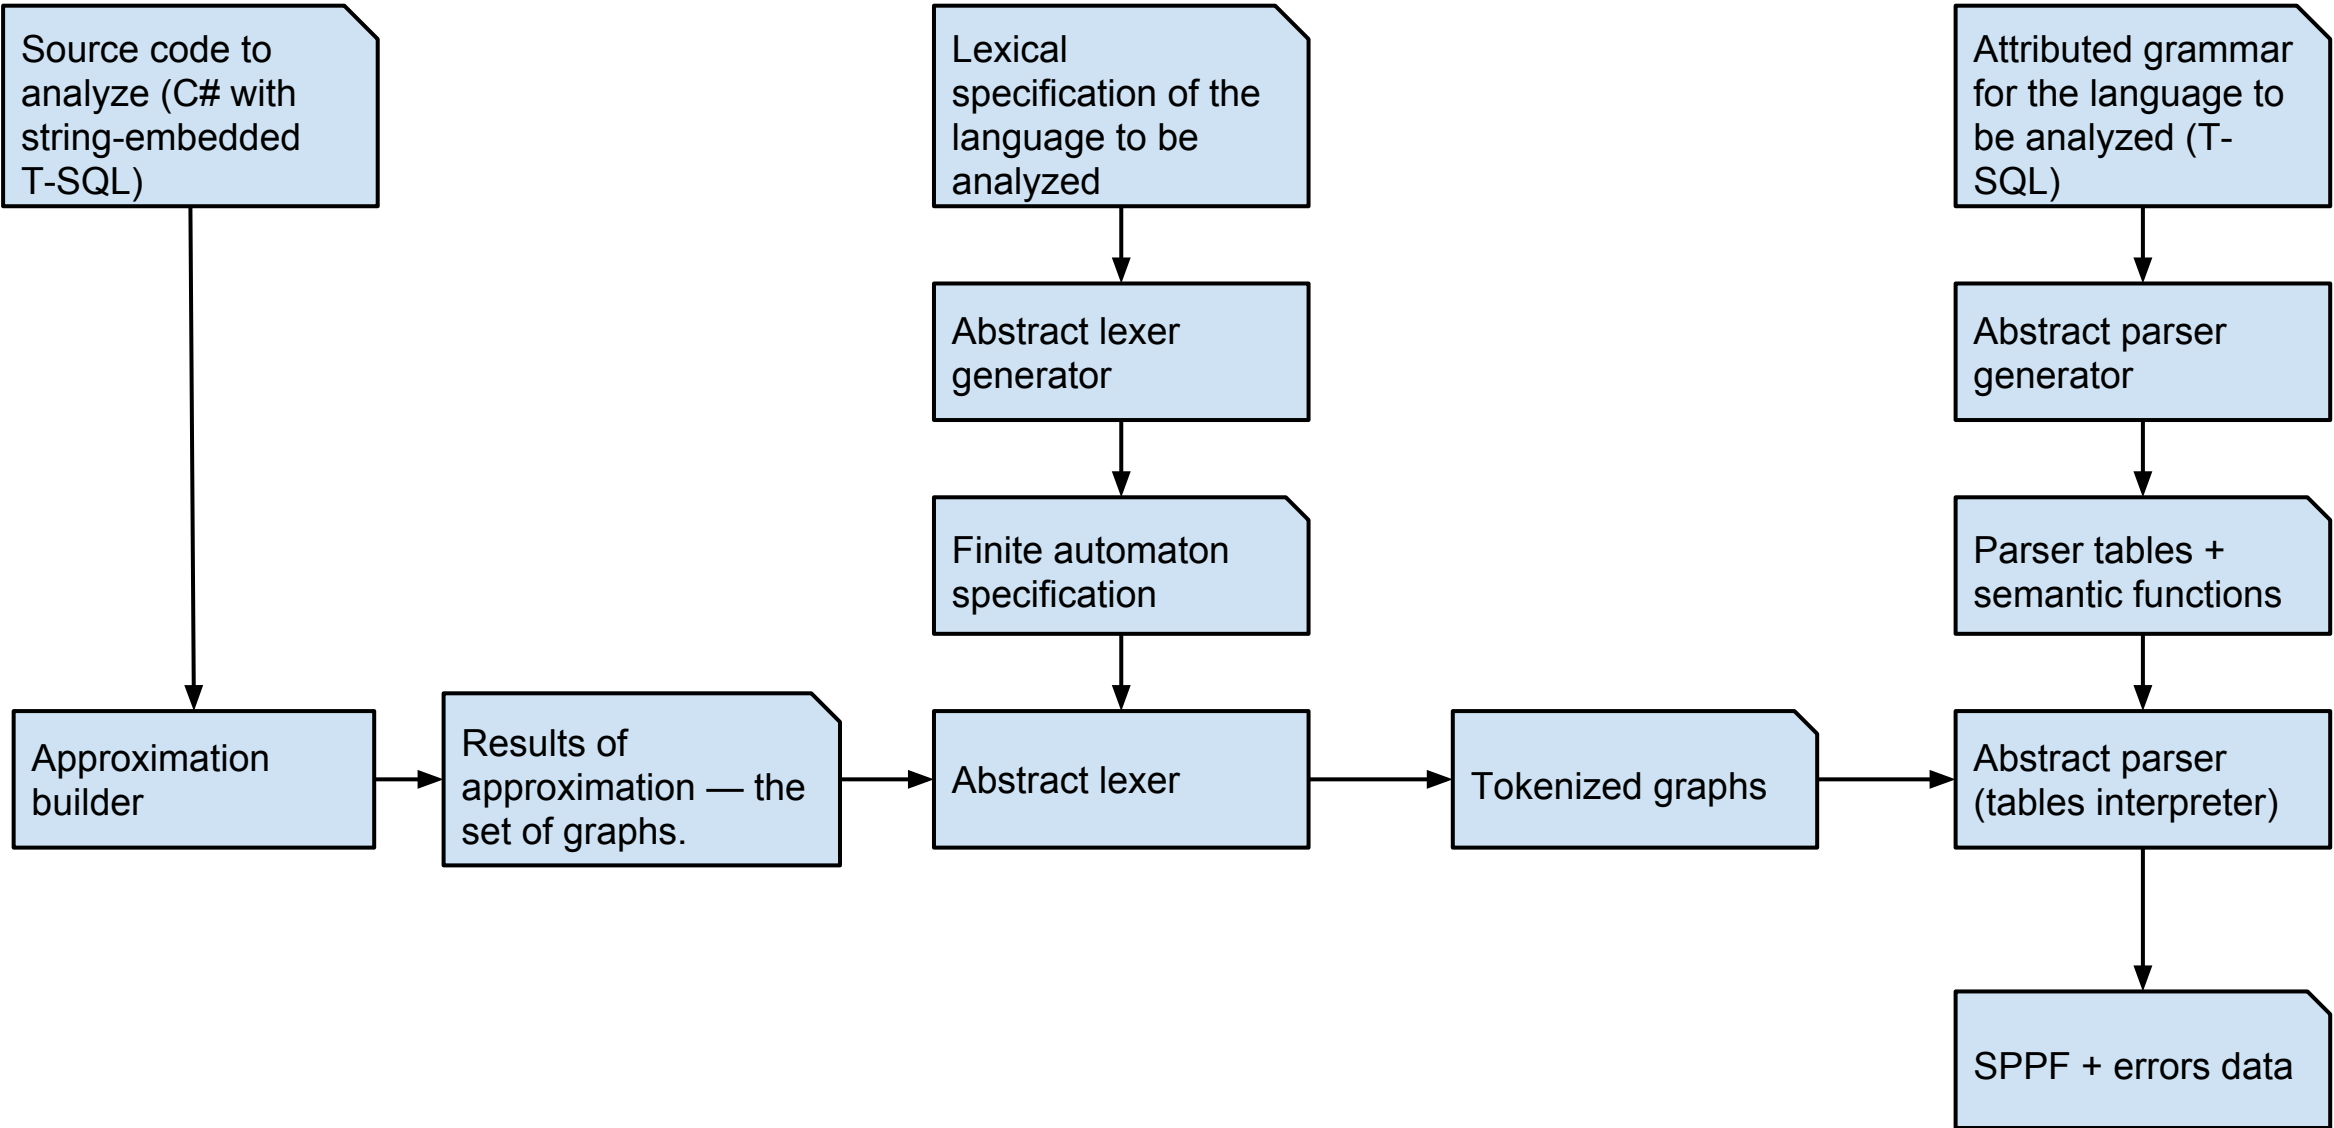 Source code to
analyze (C# with
string-embedded
T-SQL)
Lexical
specification of the
language to be
analyzed
Attributed grammar
for the language to
be analyzed (T-
SQL)
Abstract lexer
generator
Abstract parser
generator
Finite automaton
specification
Parser tables +
semantic functions
Approximation
builder
Results of
approximation — the
set of graphs.
Abstract lexer
Tokenized graphs
Abstract parser
(tables interpreter)
SPPF + errors data